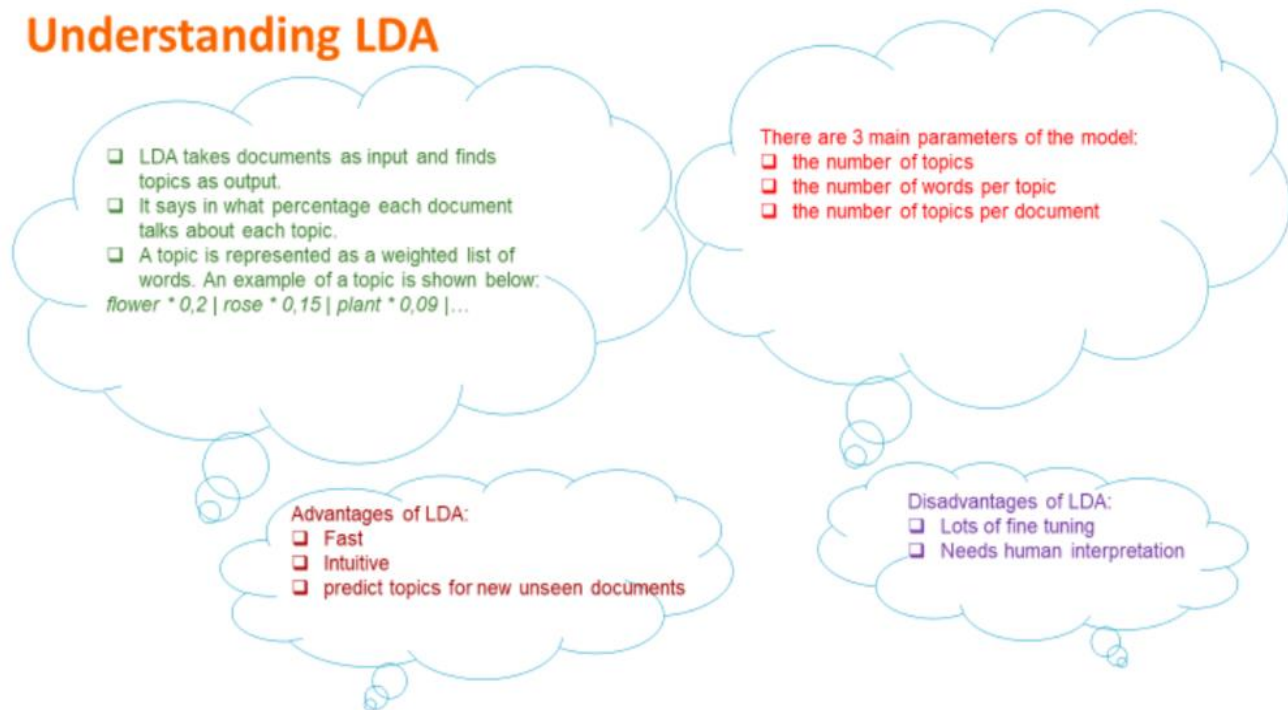 Understanding LDA
❑ LDA takes documents as input and finds
topics as output.
❑ It says in what percentage each document
talks about each topic.
❑ A topic is represented as a weighted list of
words. An example of a topic is shown below:
flower * 0,2 | rose * 0,15 | plant * 0,09 |…
There are 3 main parameters of the model:
❑ the number of topics
❑ the number of words per topic
❑ the number of topics per document
Advantages of LDA:
❑ Fast
❑ Intuitive
❑ predict topics for new unseen documents
Disadvantages of LDA:
❑ Lots of fine tuning
❑ Needs human interpretation